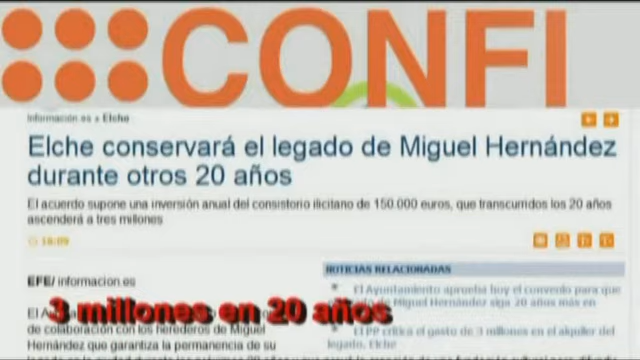 CONFI
Información.es » Elche
Elche conservará el legado de Miguel Hernández
durante otros 20 años
El acuerdo supone una inversión anual del consistorio ilicitano de 150.000 euros, que transcurridos los 20 años
ascenderá a tres millones
18:09
NOTICIAS RELACIONADAS
EFE/ informacion.es
El Ayuntamiento aprueba hoy el convenio para que
el legado de Miguel Hernández siga 20 años más en
3 millones en 20 años
de colaboración con los herederos de Miguel
El PP critica el gasto de 3 millones en el alquiler del
legado. Elche
Hernández que garantiza la permanencia de su